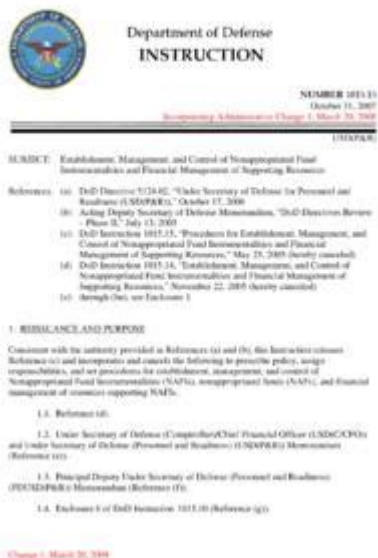 Department of Defense
INSTRUCTION
NUMBER 1015.15
October 31, 2007
Incorporating Administrative Change 1, March 20, 2008
USD(P&R)
SUBJECT: Establishment, Management, and Control of Nonappropriated Fund
Instrumentalities and Financial Management of Supporting Resources
References: (a) DoD Directive 5124.02, "Under Secretary of Defense for Personnel and
Readiness (USD(P&R))," October 17, 2006
(b) Acting Deputy Secretary of Defense Memorandum, "DoD Directives Review
– Phase II," July 13, 2005
(c) DoD Instruction 1015.15, "Procedures for Establishment, Management, and
Control of Nonappropriated Fund Instrumentalities and Financial
Management of Supporting Resources," May 25, 2005 (hereby canceled)
(d) DoD Instruction 1015.14, "Establishment, Management, and Control of
Nonappropriated Fund Instrumentalities and Financial Management of
Supporting Resources," November 22, 2005 (hereby canceled)
(e) through see Enclosure 1
1. REISSUANCE AND PURPOSE
Consistent with the authority provided in References (a) and (b), this Instruction reissues
Reference (c) and incorporates and cancels the following to prescribe policy, assign
responsibilities, and set procedures for establishment, management, and control of
Nonappropriated Fund Instrumentalities (NAFIs), nonappropriated funds (NAFs), and financial
management of resources supporting NAFIs.
1.1. Reference (d).
1.2. Under Secretary of Defense (Comptroller/Chief Financial Officer (USD(C/CFO))
and Under Secretary of Defense (Personnel and Readiness) (USD(P&R)) Memorandum
(Reference (e)).
1.3. Principal Deputy Under Secretary of Defense (Personnel and Readiness)
(PDUSD(P&R)) Memorandum (Reference (f)).
1.4. Enclosure 6 of DoD Instruction 1015.10 (Reference (g)).
Change 1, March 20, 2008